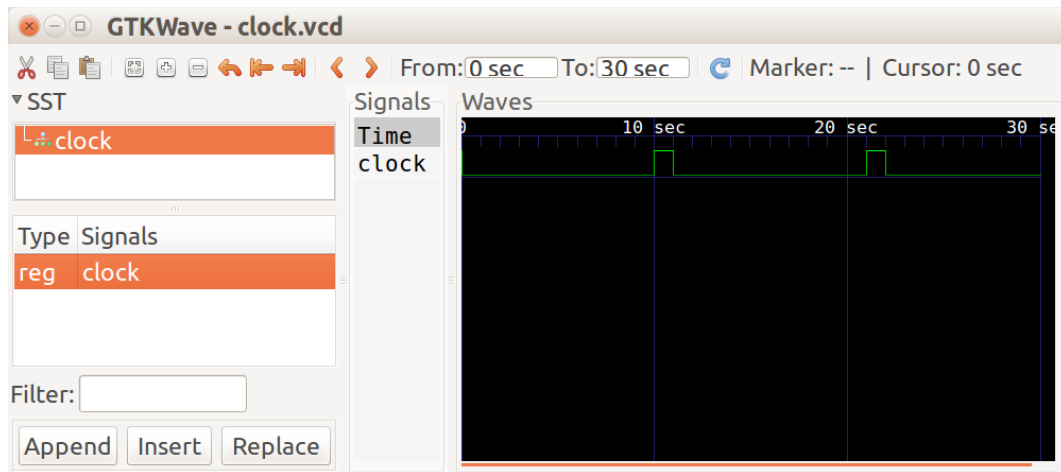 GTKWave - clock.vcd
From: 0 sec To: 30 sec Marker: -- | Cursor: 0 sec
SST
clock
Type Signals
reg clock
Filter:
Append Insert Replace
Signals
Time
clock
Waves
0 10 sec 20 sec 30 se